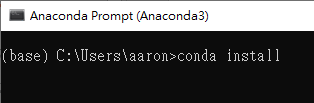 Anaconda Prompt (Anaconda3)
(base) C:\Users\aaron>conda install